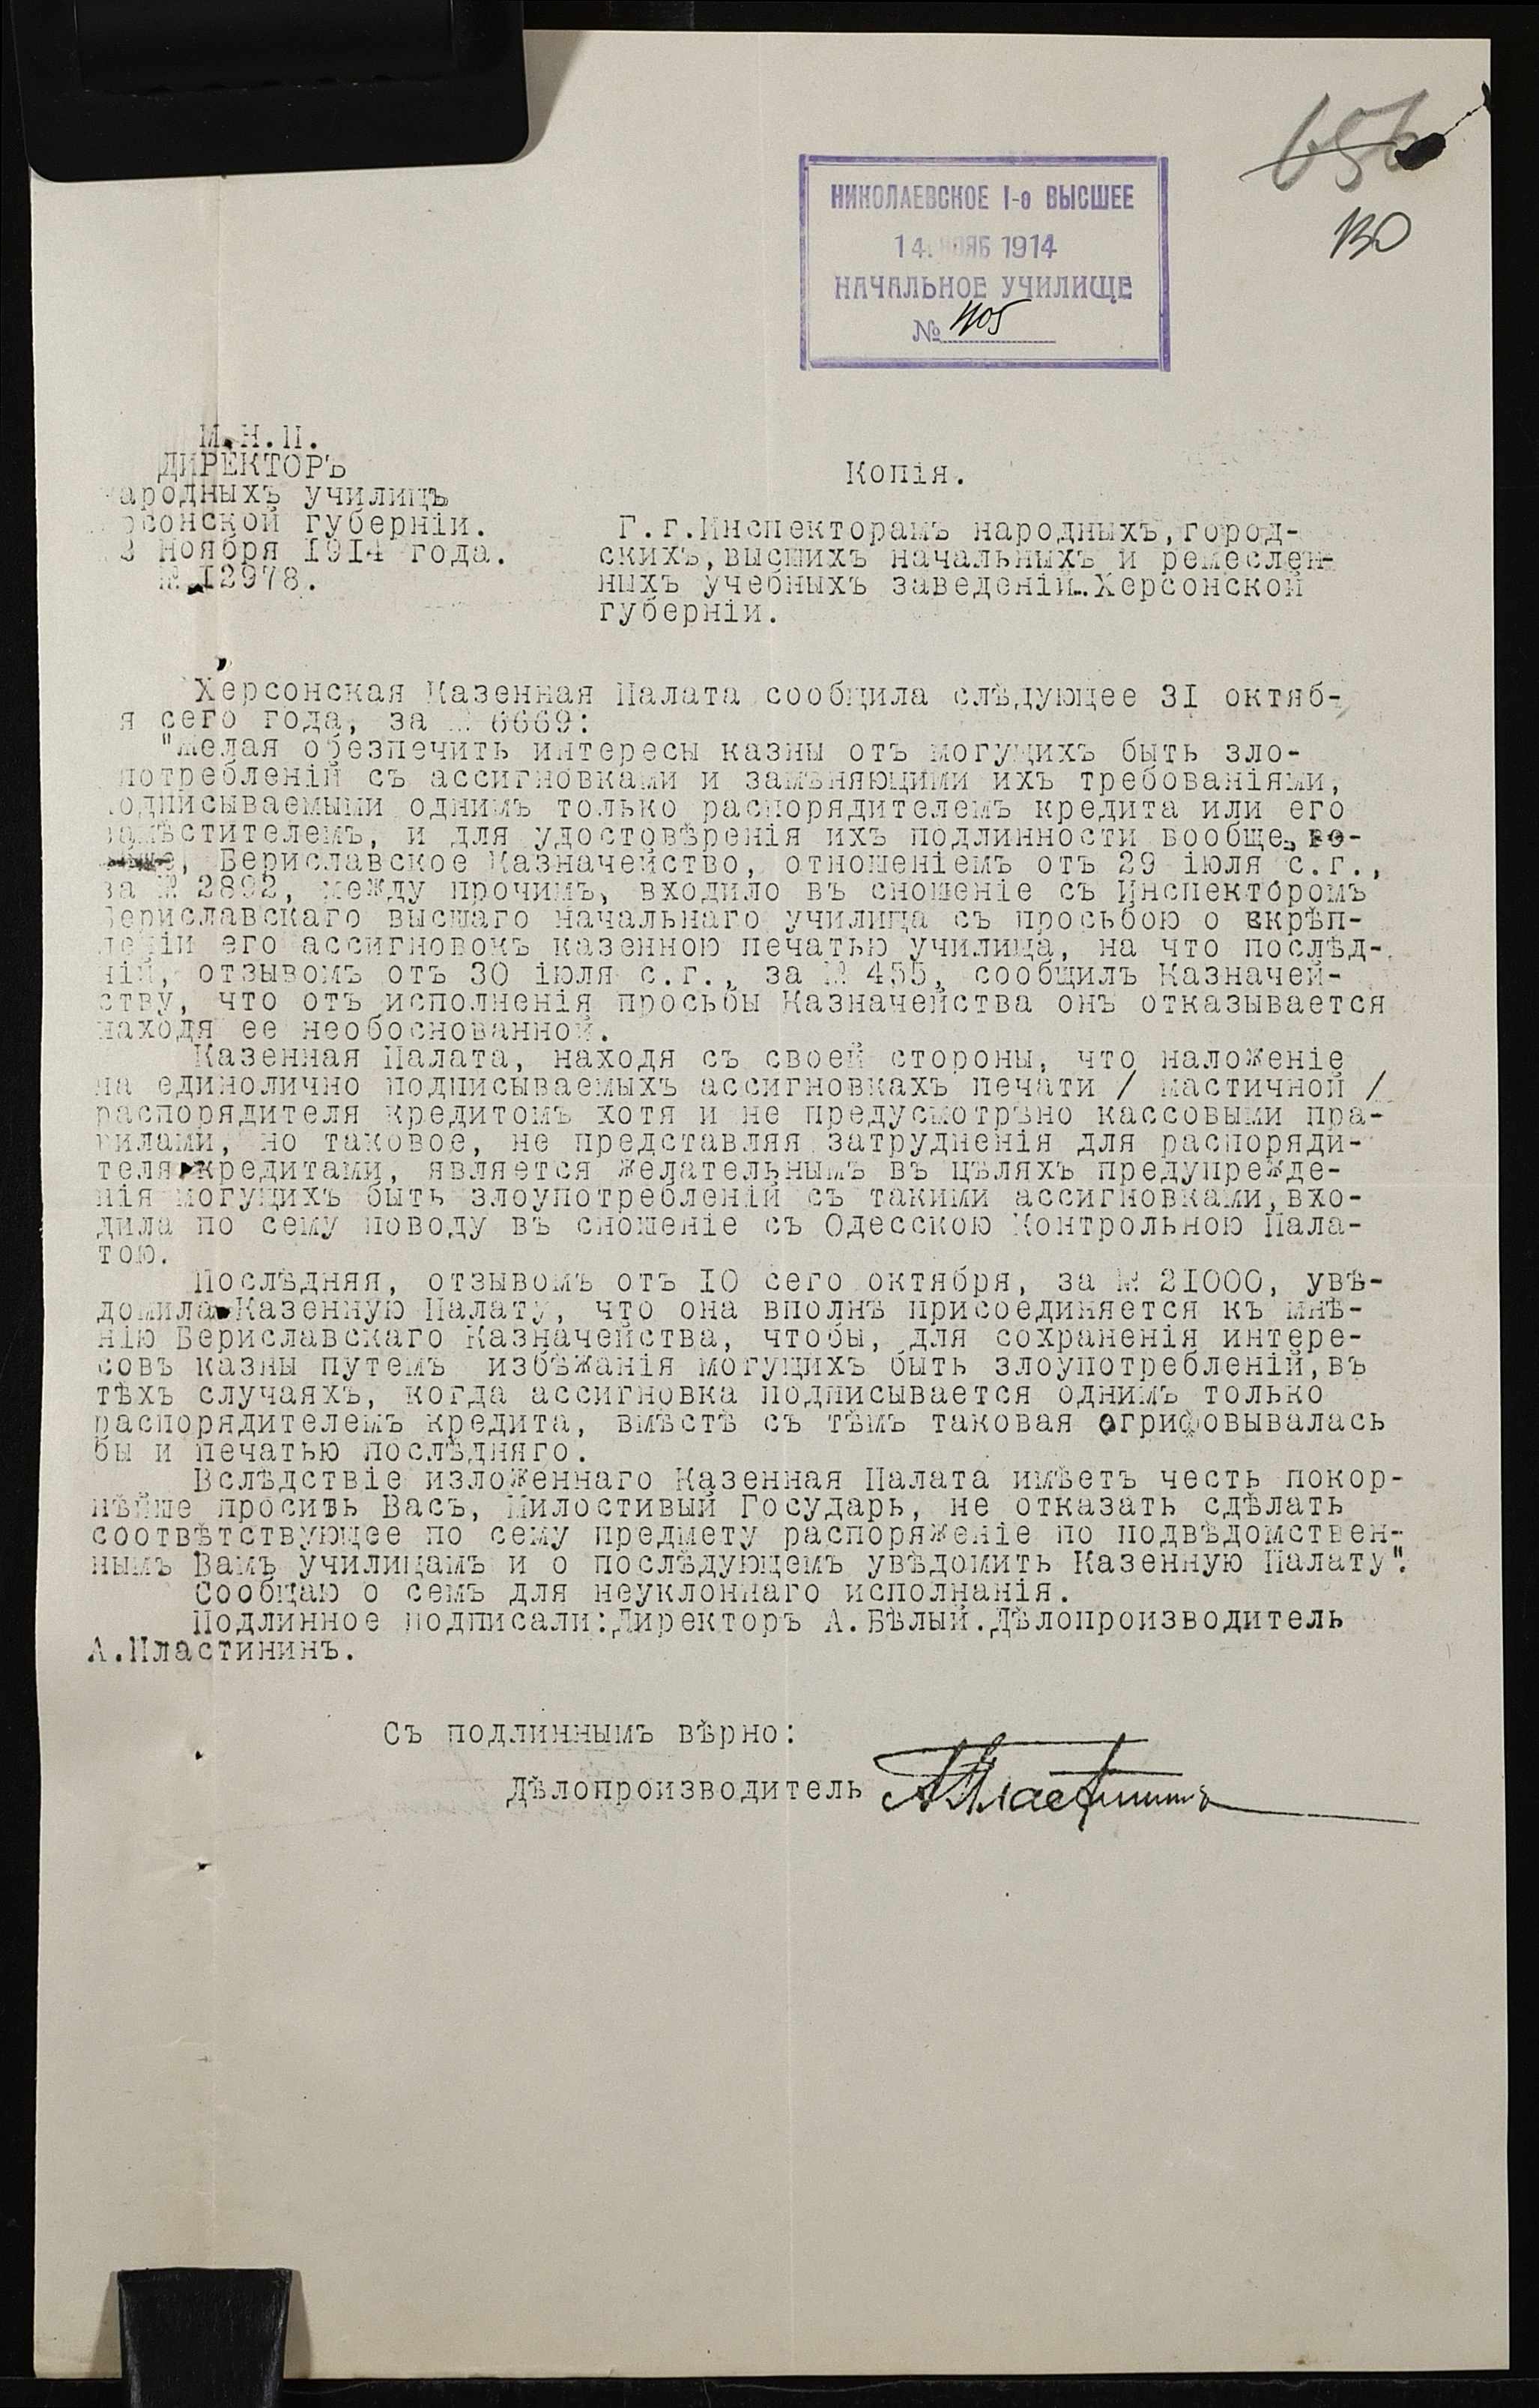 656
130
НИКОЛАЕВСКОЕ I-о ВЫСШЕЕ
14 НОЯБ 1914
НАЧАЛЬНОЕ УЧИЛИЩЕ
№ 1105
М.Н.П.
ДИРЕКТОРЪ
ародныхъ училищъ
рсонской губерніи.
3 ноября 1914 года.
№ 12978.
Копія.
Г.г.Инспекторамъ народныхъ,город-
скихъ,высшихъ начальныхъ и ремеслен-
ныхъ учебныхъ заведеній..Херсонской
губерніи.
Херсонская Казенная Палата сообщила слѣдующее 31 октяб-
я сего года, за № 6669:
"Желая обезпечить интересы казны отъ могущихъ быть зло-
потребленій съ ассигновками и замѣняющими ихъ требованіями,
одписываемыми однимъ только распорядителемъ кредита или его
замѣстителемъ, и для удостовѣренія ихъ подлинности вообще,
Бериславское Казначейство, отношеніемъ отъ 29 іюля с.г.,
за № 2892, между прочимъ, входило въ сношеніе съ Инспекторомъ
Бериславскаго высшаго начальнаго училища съ просьбою о скрѣп-
леніи его ассигновокъ казенною печатью училища, на что послѣд-
ній, отзывомъ отъ 30 іюля с.г., за № 455, сообщилъ Казначей-
ству, что отъ исполненія просьбы Казначейства онъ отказывается
находя ее необоснованной.
Казенная Палата, находя съ своей стороны, что наложеніе
на единолично подписываемыхъ ассигновкахъ печати / мастичной /
распорядителя кредитомъ хотя и не предусмотрѣно кассовыми пра-
вилами, но таковое, не представляя затрудненія для распоряди-
теля кредитами, является желательнымъ въ цѣляхъ предупрежде-
нія могущихъ быть злоупотребленій съ такими ассигновками,вхо-
дила по сему поводу въ сношеніе съ Одесскою Контрольною Пала-
тою.
Послѣдняя, отзывомъ отъ 10 сего октября, за № 21000, увѣ-
домила Казенную Палату, что она вполнѣ присоединяется къ мнѣ-
нію Бериславскаго Казначейства, чтобы, для сохраненія интере-
совъ казны путемъ избѣжанія могущихъ быть злоупотребленій,въ
тѣхъ случаяхъ, когда ассигновка подписывается однимъ только
распорядителемъ кредита, вмѣстѣ съ тѣмъ таковая огрифовывалась
бы и печатью послѣдняго.
Вслѣдствіе изложеннаго Казенная Палата имѣетъ честь покор-
нѣйше просить Васъ, Милостивый Государь, не отказать сдѣлать
соотвѣтствующее по сему предмету распоряженіе по подвѣдомствен-
нымъ Вамъ училищамъ и о послѣдующемъ увѣдомить Казенную Палату".
Сообщаю о семъ для неуклоннаго исполнанія.
Подлинное подписали:Директоръ А.Бѣлый.Дѣлопроизводитель
А.Пластининъ.
Съ подлиннымъ вѣрно:
Дѣлопроизводитель АПластининъ